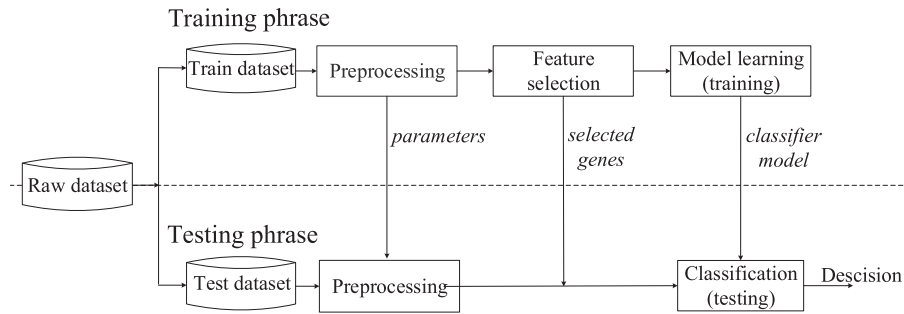 Training phrase
Train dataset
Preprocessing
Feature
selection
Model learning
(training)
parameters
selected
genes
classifier
model
Raw dataset
Testing phrase
Test dataset
Preprocessing
Classification
(testing)
Descision